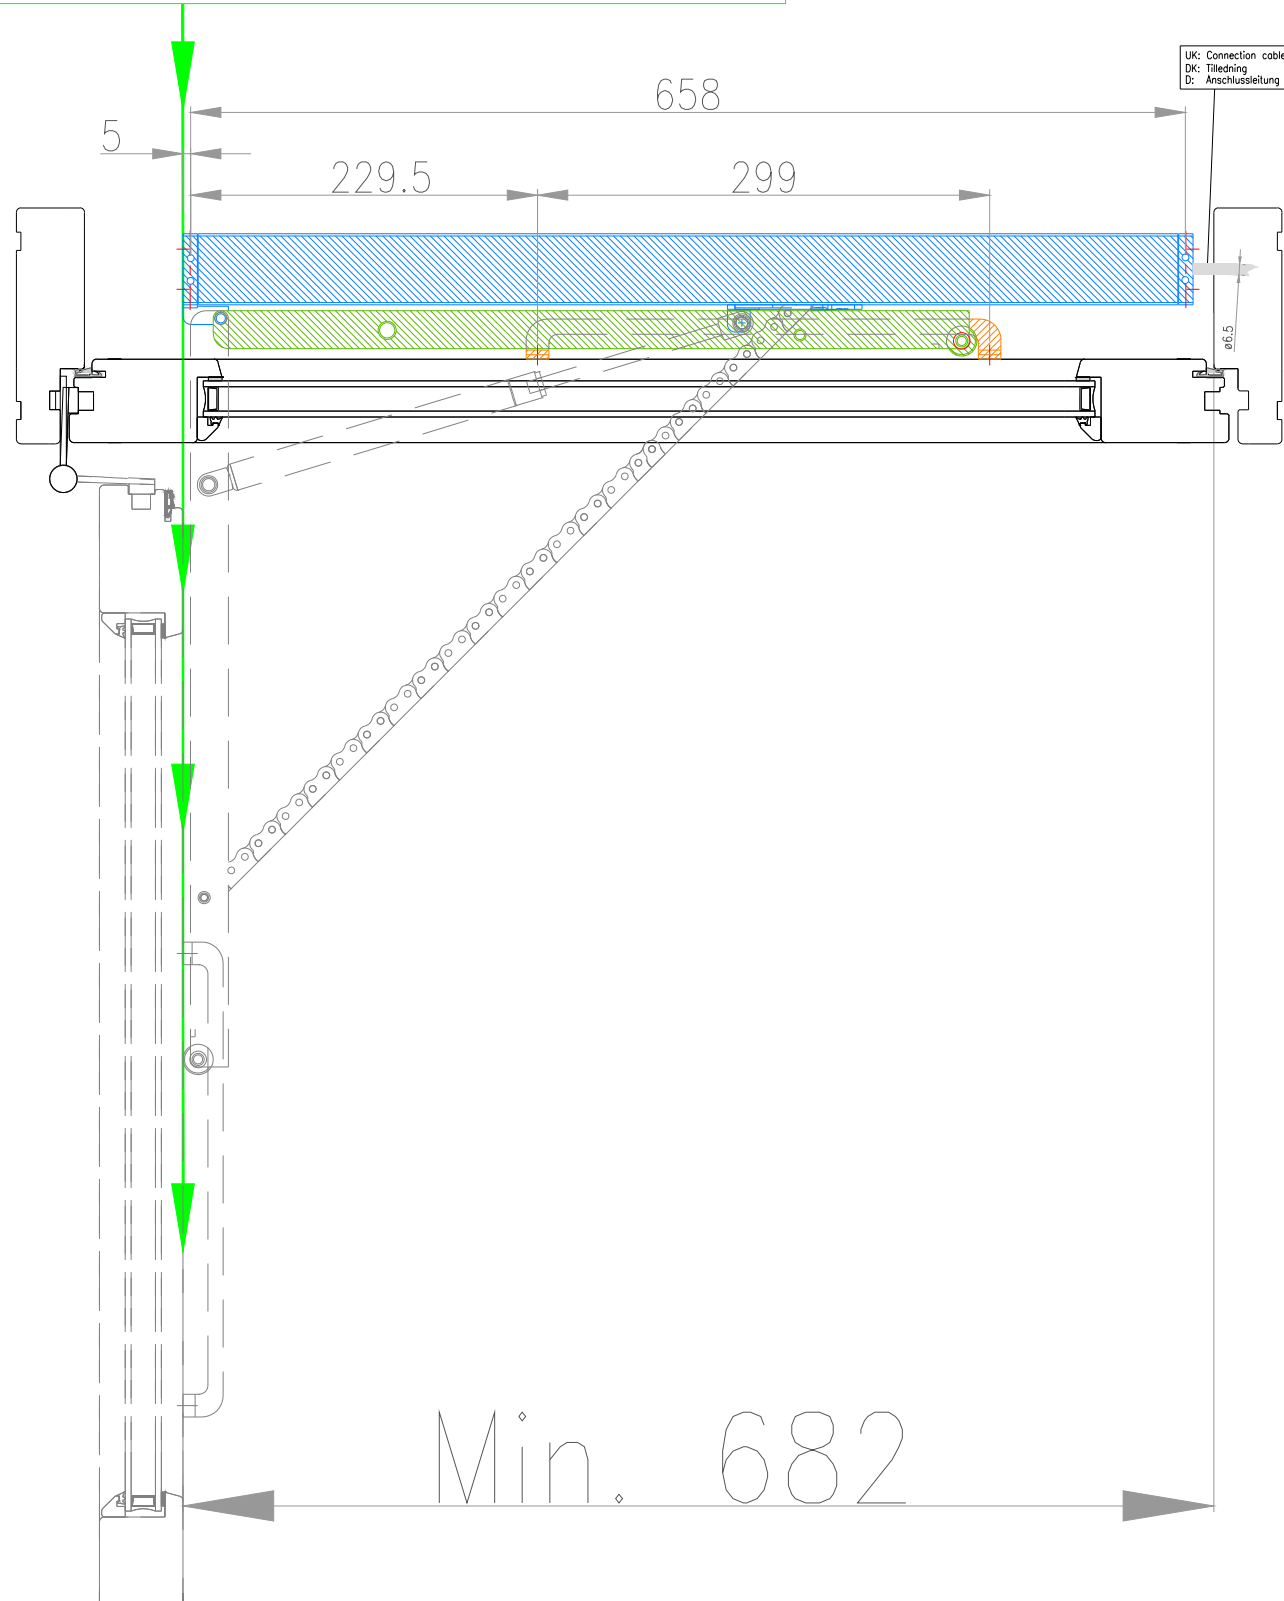 UK: Connection cable
DK: Tilledning
D: Anschlussleitung
658
5
229.5
299
ø6.5
Min. 682